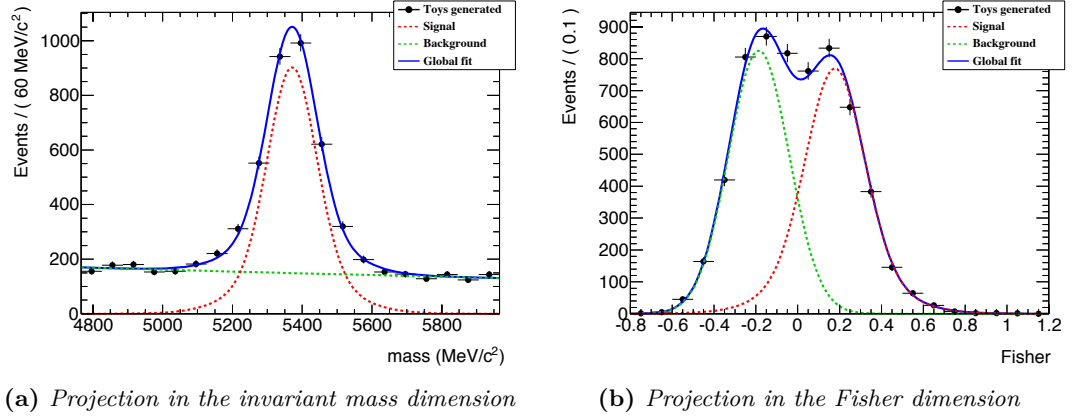 Events / ( 60 MeV/c²)
1000
800
600
400
200
0
4800 5000 5200 5400 5600 5800
mass (MeV/c²)
Toys generated
Signal
Background
Global fit
(a) Projection in the invariant mass dimension
Events / ( 0.1 )
900
800
700
600
500
400
300
200
100
0
-0.8 -0.6 -0.4 -0.2 0 0.2 0.4 0.6 0.8 1 1.2
Fisher
Toys generated
Signal
Background
Global fit
(b) Projection in the Fisher dimension